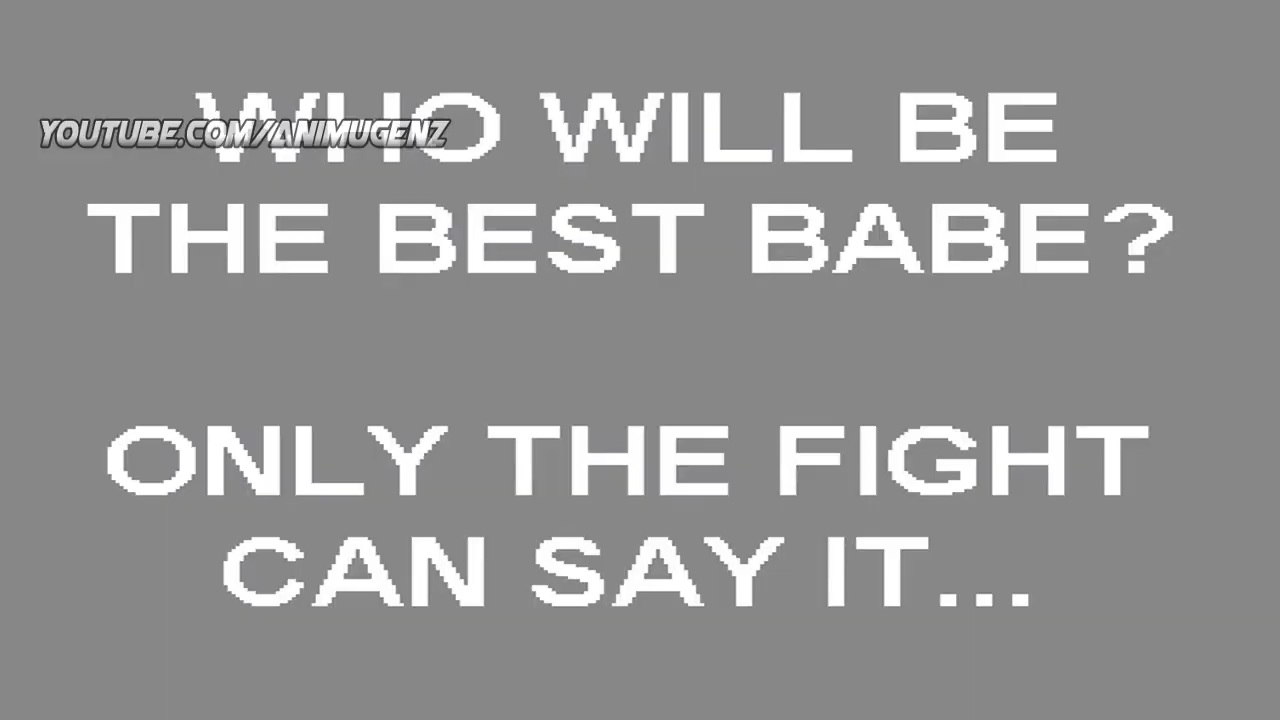 YOUTUBE.COM/ANIMUGENZ
WHO WILL BE
THE BEST BABE?
ONLY THE FIGHT
CAN SAY IT...